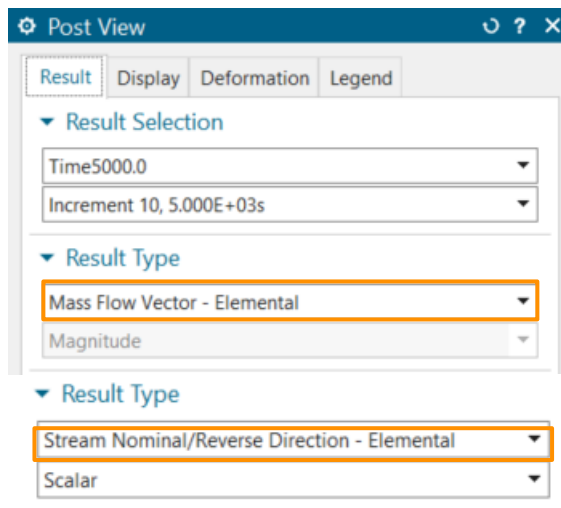 Post View
Result Display Deformation Legend
Result Selection
Time5000.0
Increment 10, 5.000E+03s
Result Type
Mass Flow Vector - Elemental
Magnitude
Result Type
Stream Nominal/Reverse Direction - Elemental
Scalar